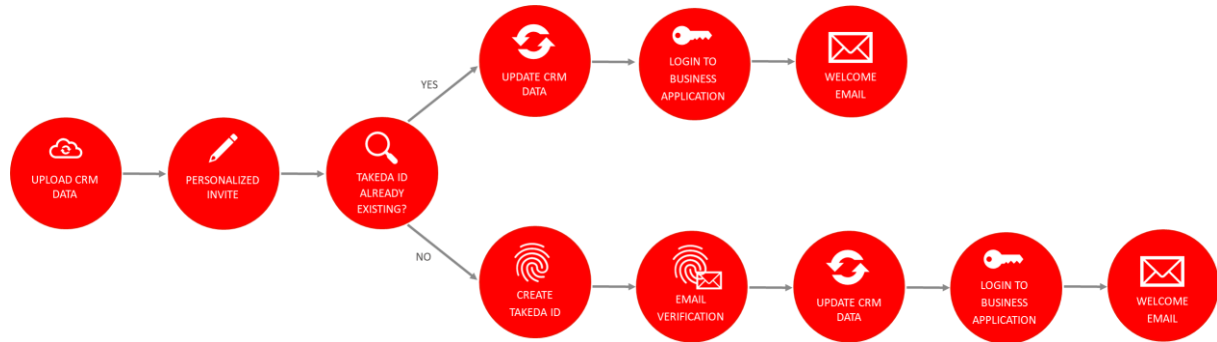 UPLOAD CRM
DATA
PERSONALIZED
INVITE
TAKEDA ID
ALREADY
EXISTING?
YES
UPDATE CRM
DATA
LOGIN TO
BUSINESS
APPLICATION
WELCOME
EMAIL
NO
CREATE
TAKEDA ID
EMAIL
VERIFICATION
UPDATE CRM
DATA
LOGIN TO
BUSINESS
APPLICATION
WELCOME
EMAIL